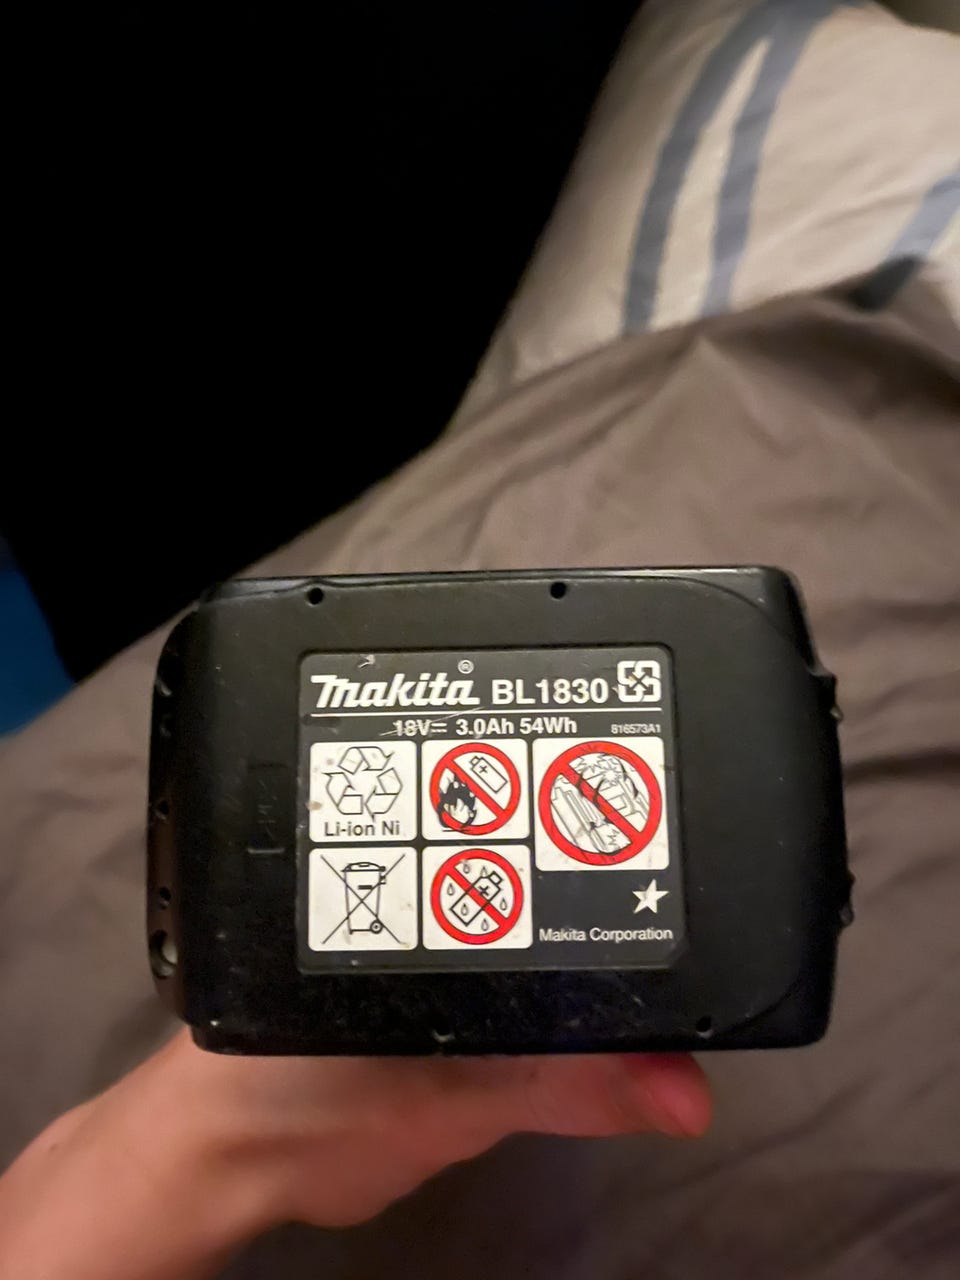 Makita® BL1830
18V⎓ 3.0Ah 54Wh 816573A1
Li-ion Ni
Makita Corporation